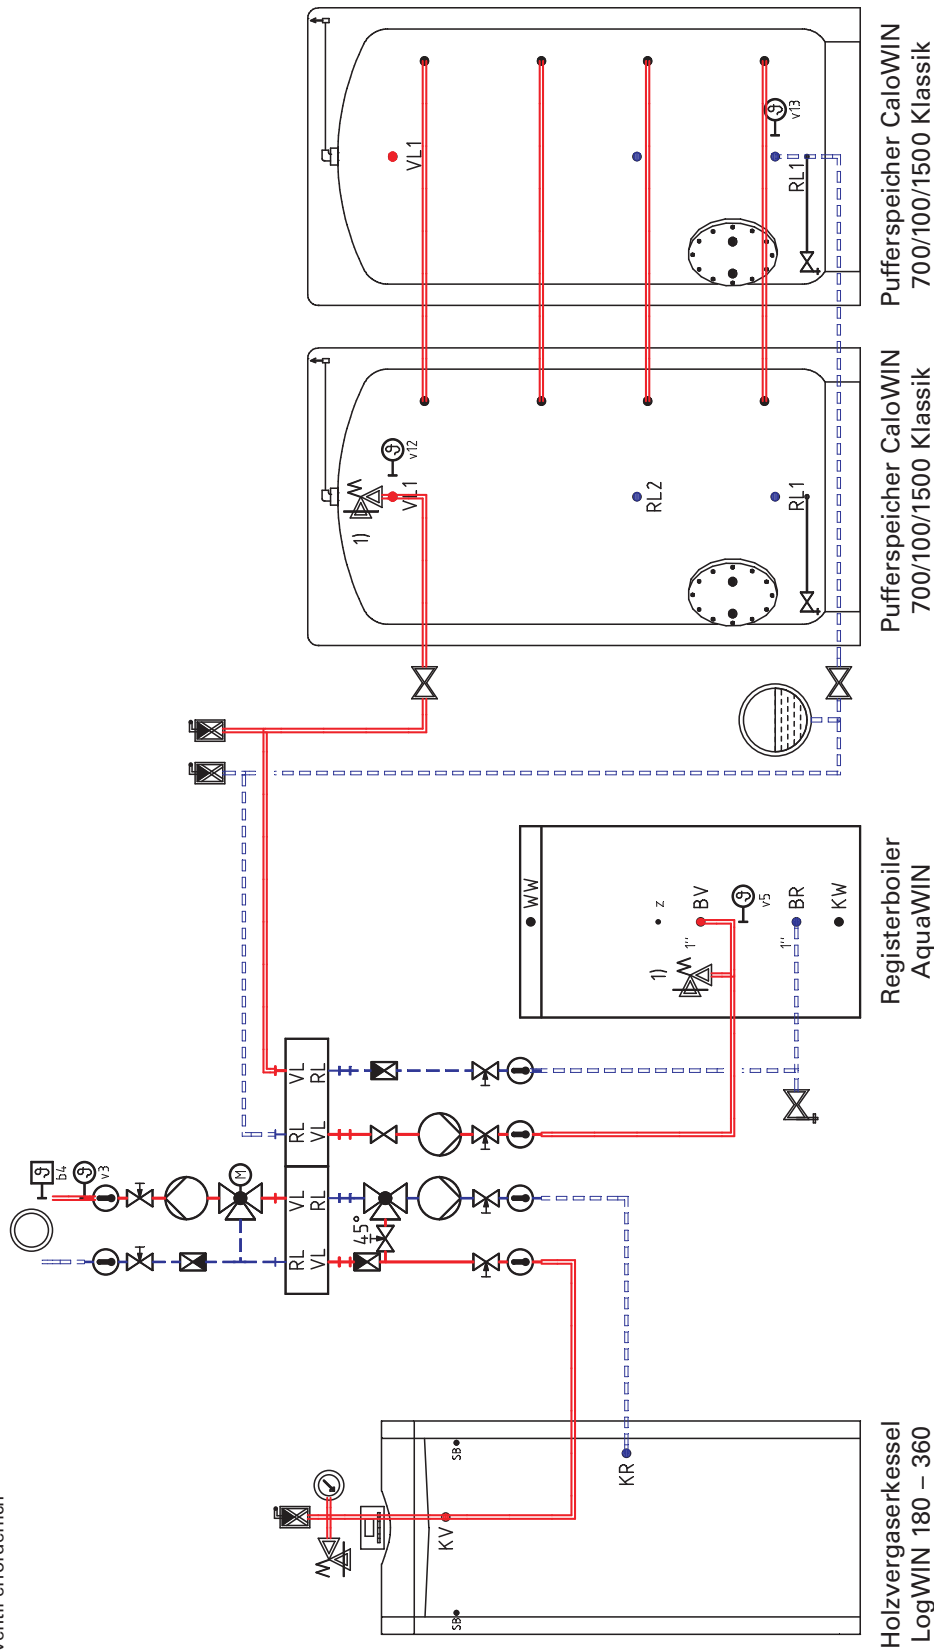 Ventil erforderlich
b4
v3
M
45°
RL
VL
VL
RL
RL
VL
VL
RL
KV
KR
SB
SB
WW
z
1''
BV
v5
1''
BR
KW
1)
1)
VL1
v12
RL2
RL1
VL1
v13
RL1
Holzvergaserkessel
LogWIN 180 – 360
Registerboiler
AquaWIN
Pufferspeicher CaloWIN
700/100/1500 Klassik
Pufferspeicher CaloWIN
700/100/1500 Klassik